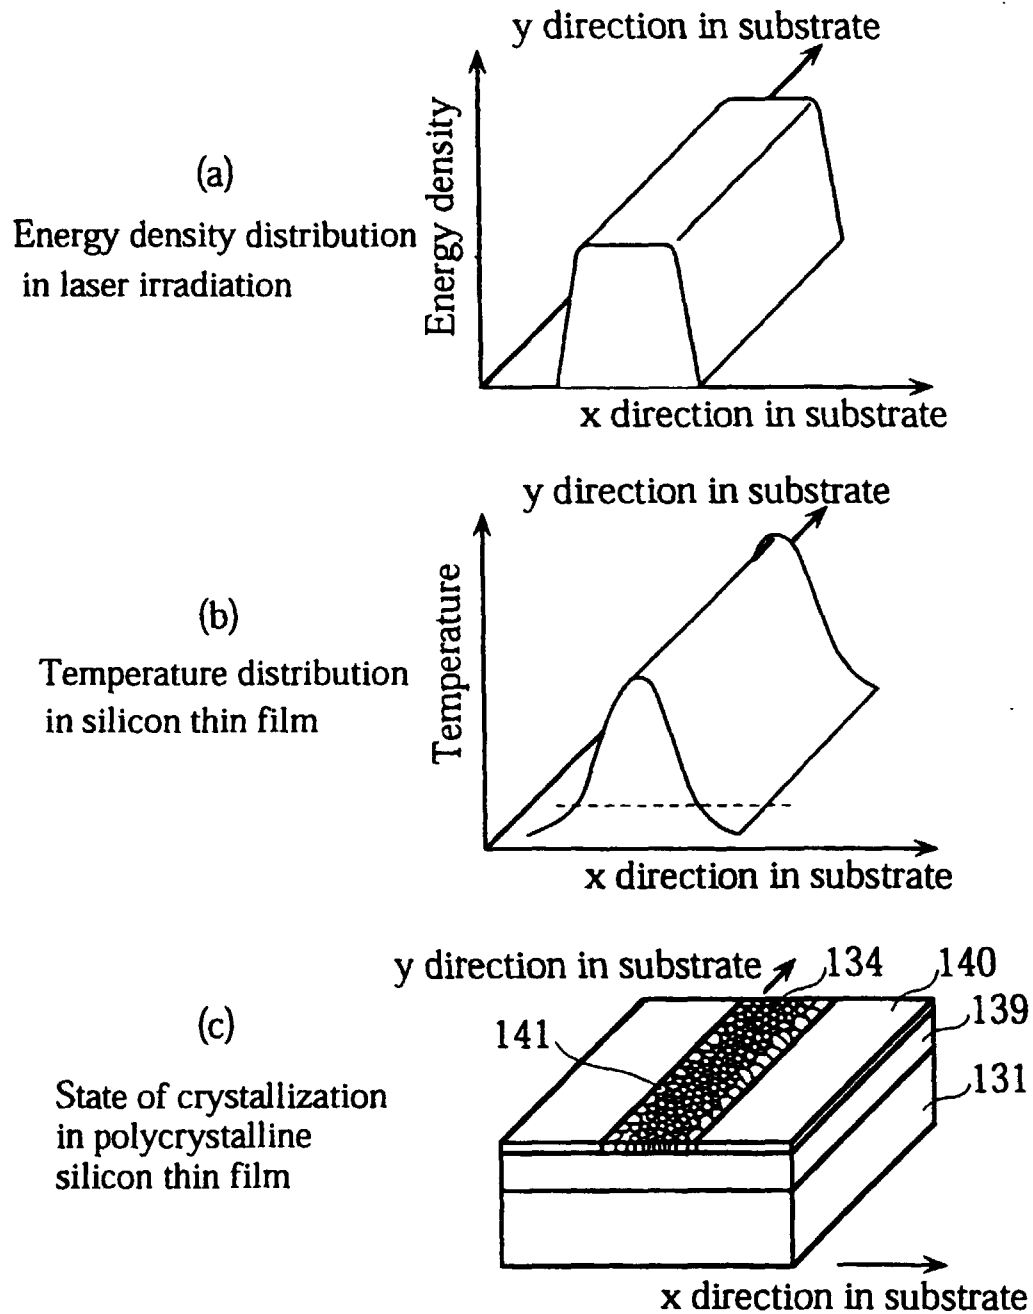 y direction in substrate
(a)
Energy density distribution
in laser irradiation
Energy density
x direction in substrate
y direction in substrate
(b)
Temperature distribution
in silicon thin film
Temperature
x direction in substrate
y direction in substrate
134
140
139
141
131
(c)
State of crystallization
in polycrystalline
silicon thin film
x direction in substrate